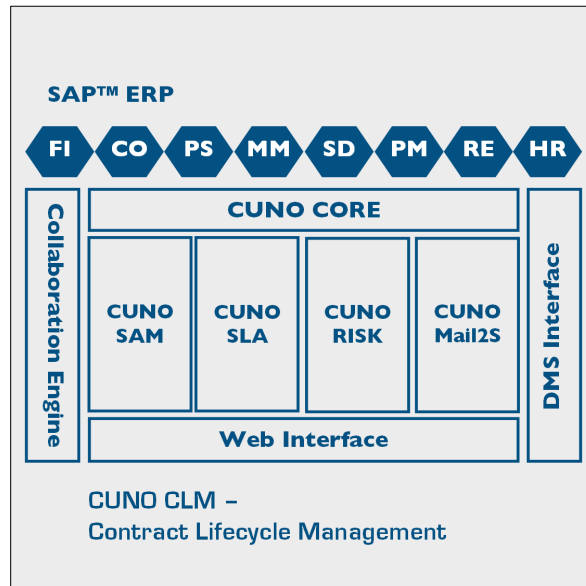 SAP™ ERP
FI CO PS MM SD PM RE HR
Collaboration Engine
CUNO CORE
CUNO
SAM
CUNO
SLA
CUNO
RISK
CUNO
Mail2S
DMS Interface
Web Interface
CUNO CLM –
Contract Lifecycle Management